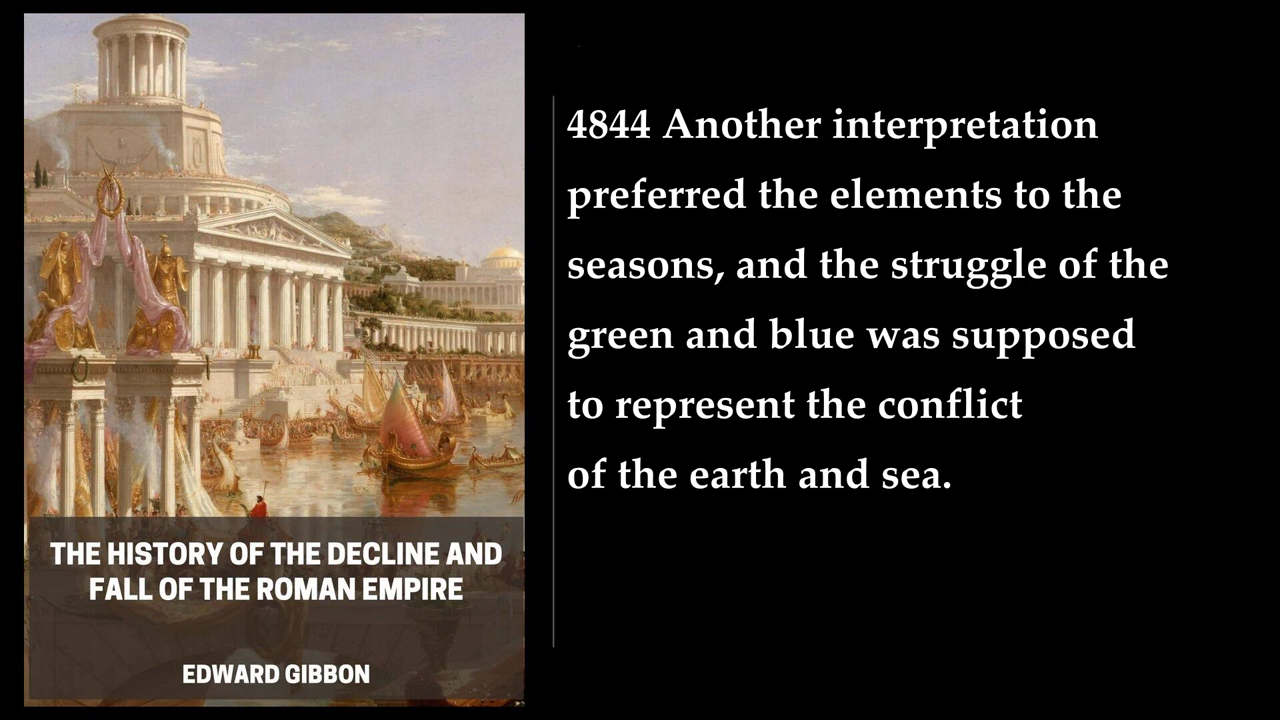 4844 Another interpretation
preferred the elements to the
seasons, and the struggle of the
green and blue was supposed
to represent the conflict
of the earth and sea.
THE HISTORY OF THE DECLINE AND
FALL OF THE ROMAN EMPIRE
EDWARD GIBBON